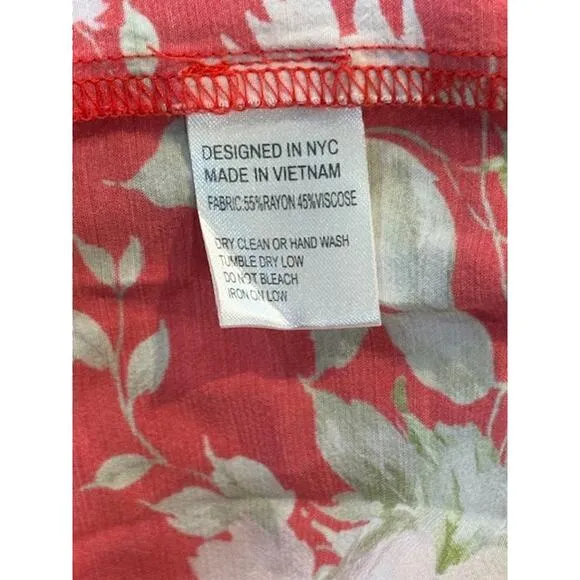 DESIGNED IN NYC
MADE IN VIETNAM
FABRIC:55%RAYON 45%VISCOSE
DRY CLEAN OR HAND WASH
TUMBLE DRY LOW
DO NOT BLEACH
IRON ON LOW